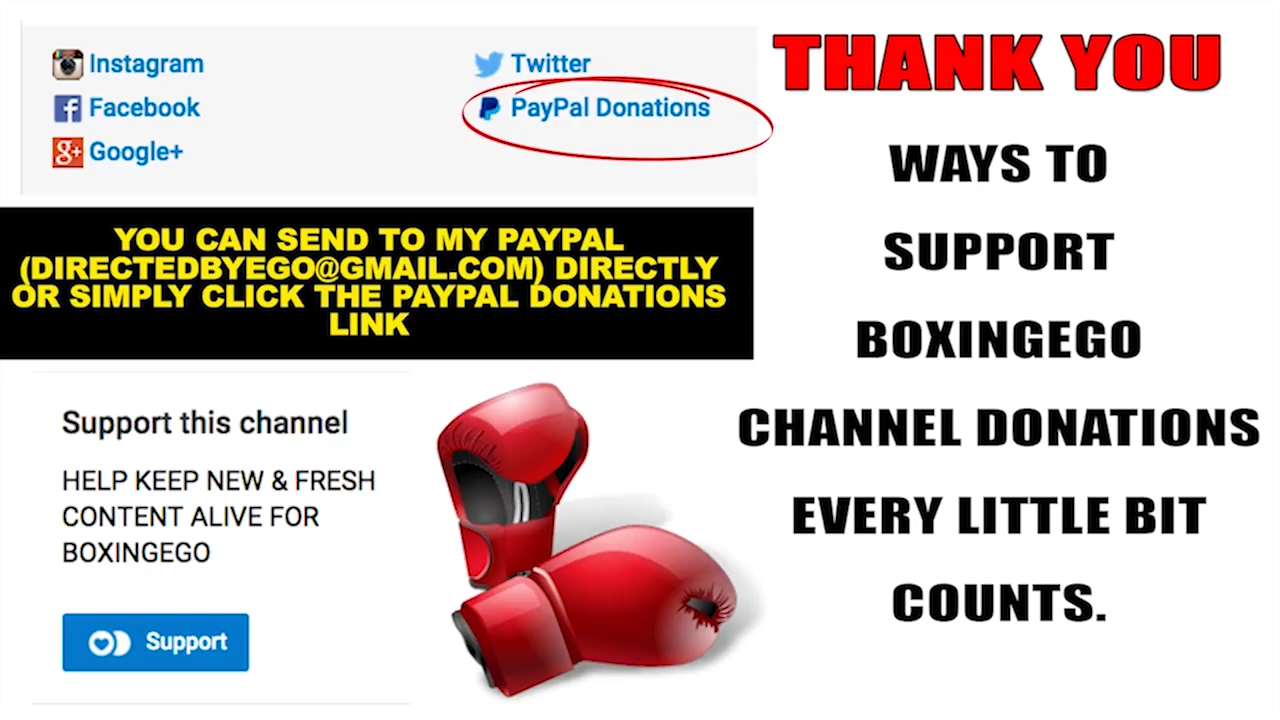 Instagram
Twitter
Facebook
PayPal Donations
Google+
YOU CAN SEND TO MY PAYPAL
(DIRECTEDBYEGO@GMAIL.COM) DIRECTLY
OR SIMPLY CLICK THE PAYPAL DONATIONS
LINK
Support this channel
HELP KEEP NEW & FRESH
CONTENT ALIVE FOR
BOXINGEGO
Support
THANK YOU
WAYS TO
SUPPORT
BOXINGEGO
CHANNEL DONATIONS
EVERY LITTLE BIT
COUNTS.